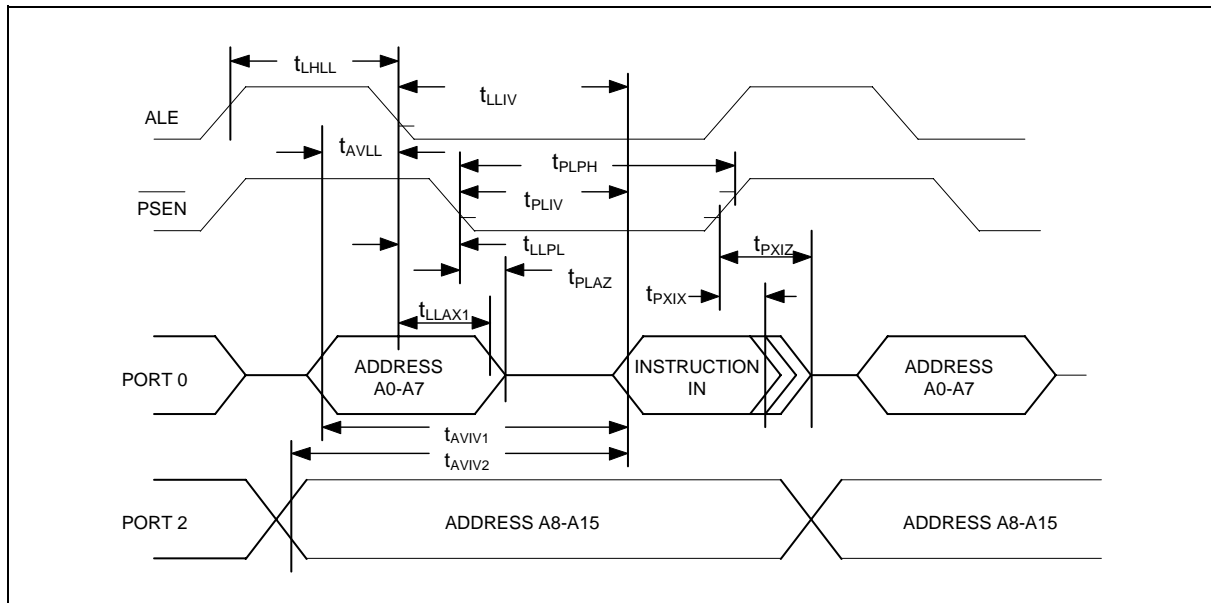 tLHLL
tLLIV
ALE
tAVLL
tPLPH
PSEN
tPLIV
tLLPL
tPXIZ
tPLAZ
tPXIX
tLLAX1
PORT 0
ADDRESS
A0-A7
INSTRUCTION
IN
ADDRESS
A0-A7
tAVIV1
tAVIV2
PORT 2
ADDRESS A8-A15
ADDRESS A8-A15